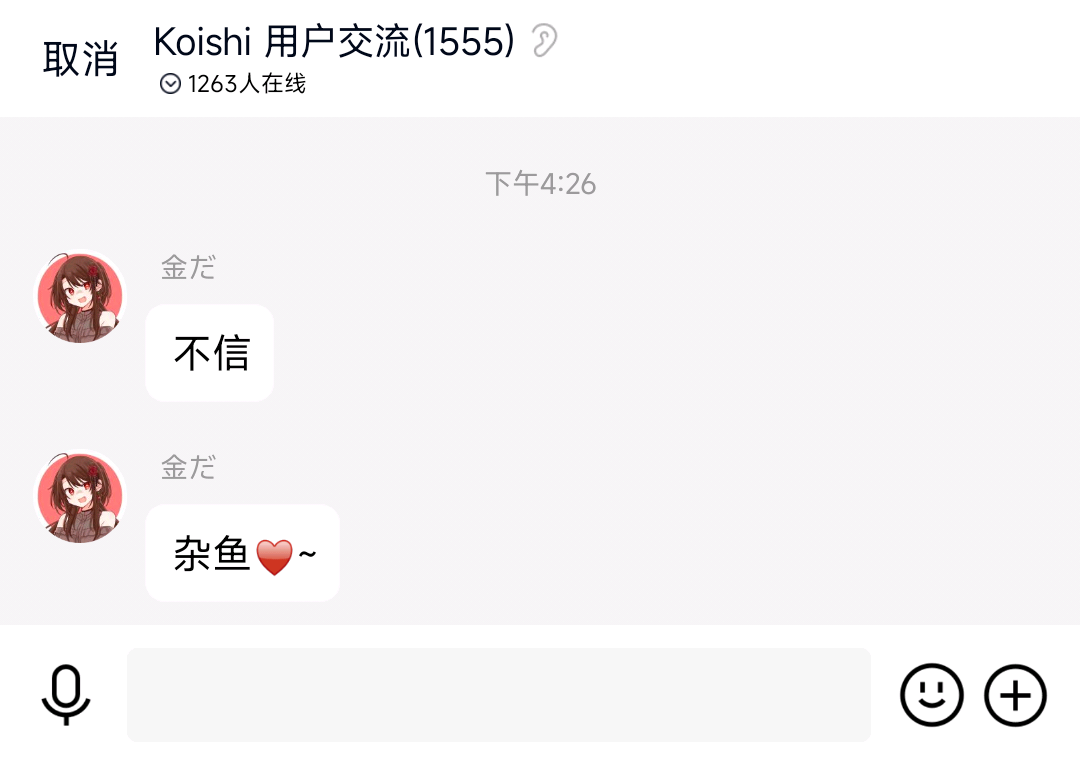 取消
Koishi 用户交流(1555)
1263人在线
下午4:26
金だ
不信
金だ
杂鱼❤️~